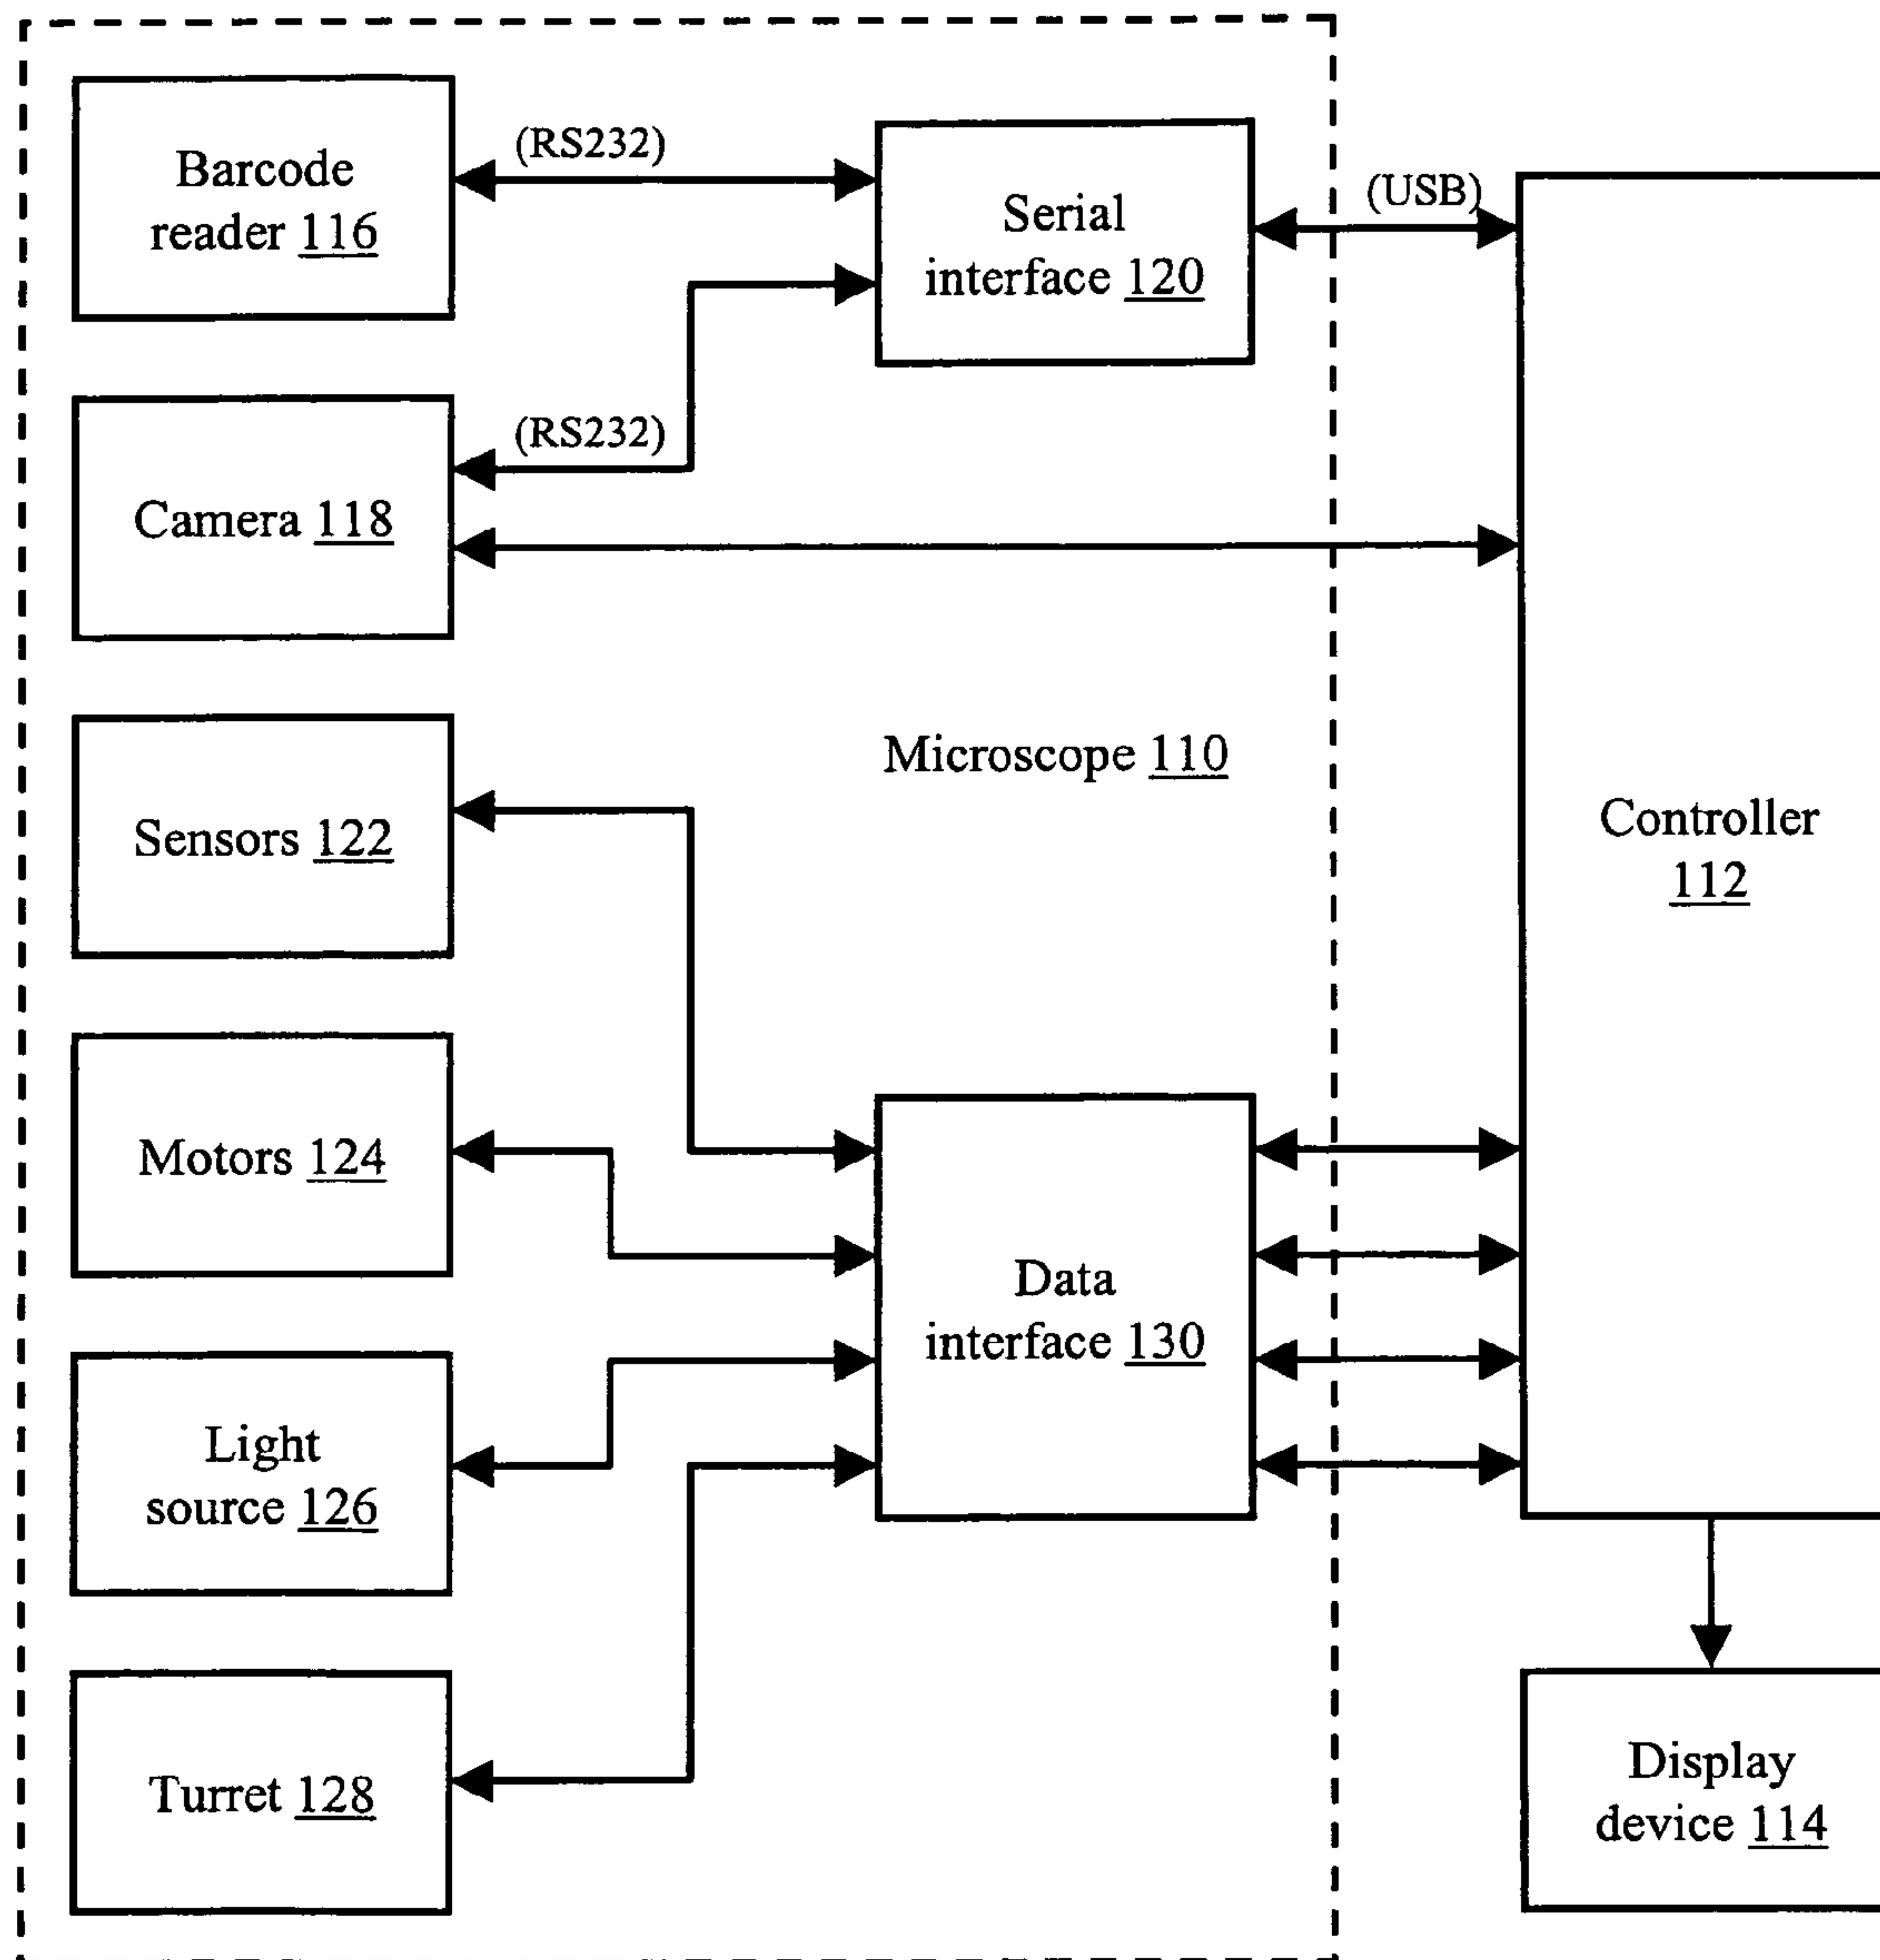 Barcode
reader 116
(RS232)
Serial
interface 120
(USB)
(RS232)
Camera 118
Microscope 110
Sensors 122
Controller
112
Motors 124
Data
interface 130
Light
source 126
Turret 128
Display
device 114